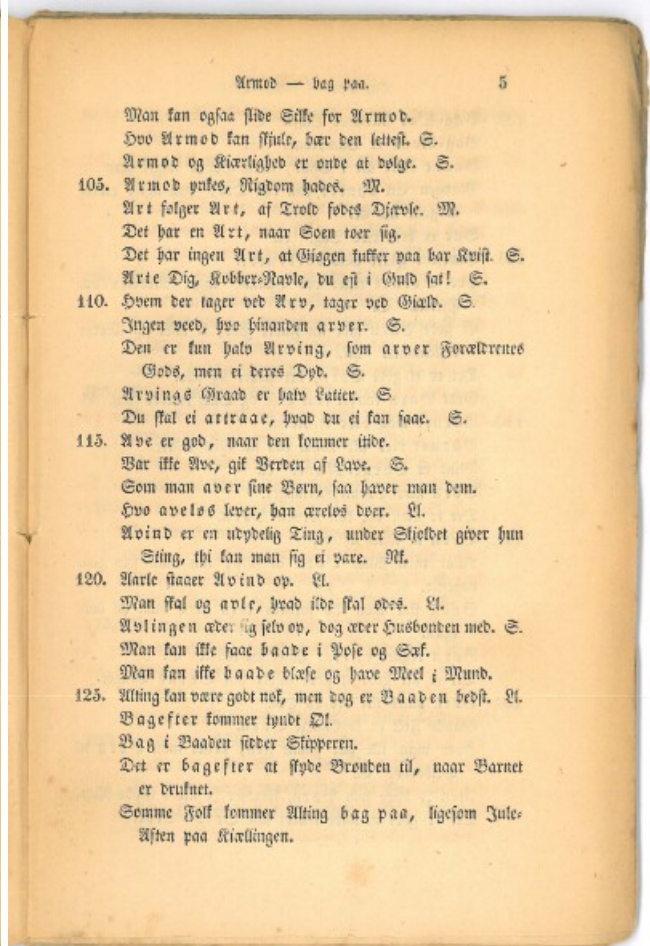 Armod — bag paa. 5
Man kan ogsaa slide Silke for Armod.
Hvo Armod kan skjule, bær den lettest. S.
Armod og Kiærlighed er onde at dølge. S.
105. Armod ynkes, Rigdom hades. M.
Art følger Art, af Trold fødes Djævle. M.
Det har en Art, naar Soen toer sig.
Det har ingen Art, at Giøgen kukker paa bar Kvist. S.
Arte Dig, Kobber-Navle, du est i Guld sat! S.
110. Hvem der tager ved Arv, tager ved Giæld. S.
Ingen veed, hvo hinanden arver. S.
Den er kun halv Arving, som arver Forældrenes
Gods, men ei deres Dyd. S.
Arvings Graad er halv Latter. S.
Du skal ei attraae, hvad du ei kan faae. S.
115. Ave er god, naar den kommer itide.
Var ikke Ave, gik Verden af Lave. S.
Som man aver sine Børn, saa haver man dem.
Hvo aveløs lever, han æreløs døer. Ll.
Avind er en udydelig Ting, under Skjoldet giver hun
Sting, thi kan man sig ei vare. Rk.
120. Aarle staaer Avind op. Ll.
Man skal og avle, hvad ilde skal ødes. Ll.
Avlingen æder sig selv op, dog æder Husbonden med. S.
Man kan ikke faae baade i Pose og Sæk.
Man kan ikke baade blæse og have Meel i Mund.
125. Alting kan være godt nok, men dog er Baaden bedst. Ll.
Bagefter kommer tyndt Øl.
Bag i Baaden sidder Skipperen.
Det er bagefter at skyde Brønden til, naar Barnet
er druknet.
Somme Folk kommer Alting bag paa, ligesom Jule-
Aften paa Kiællingen.